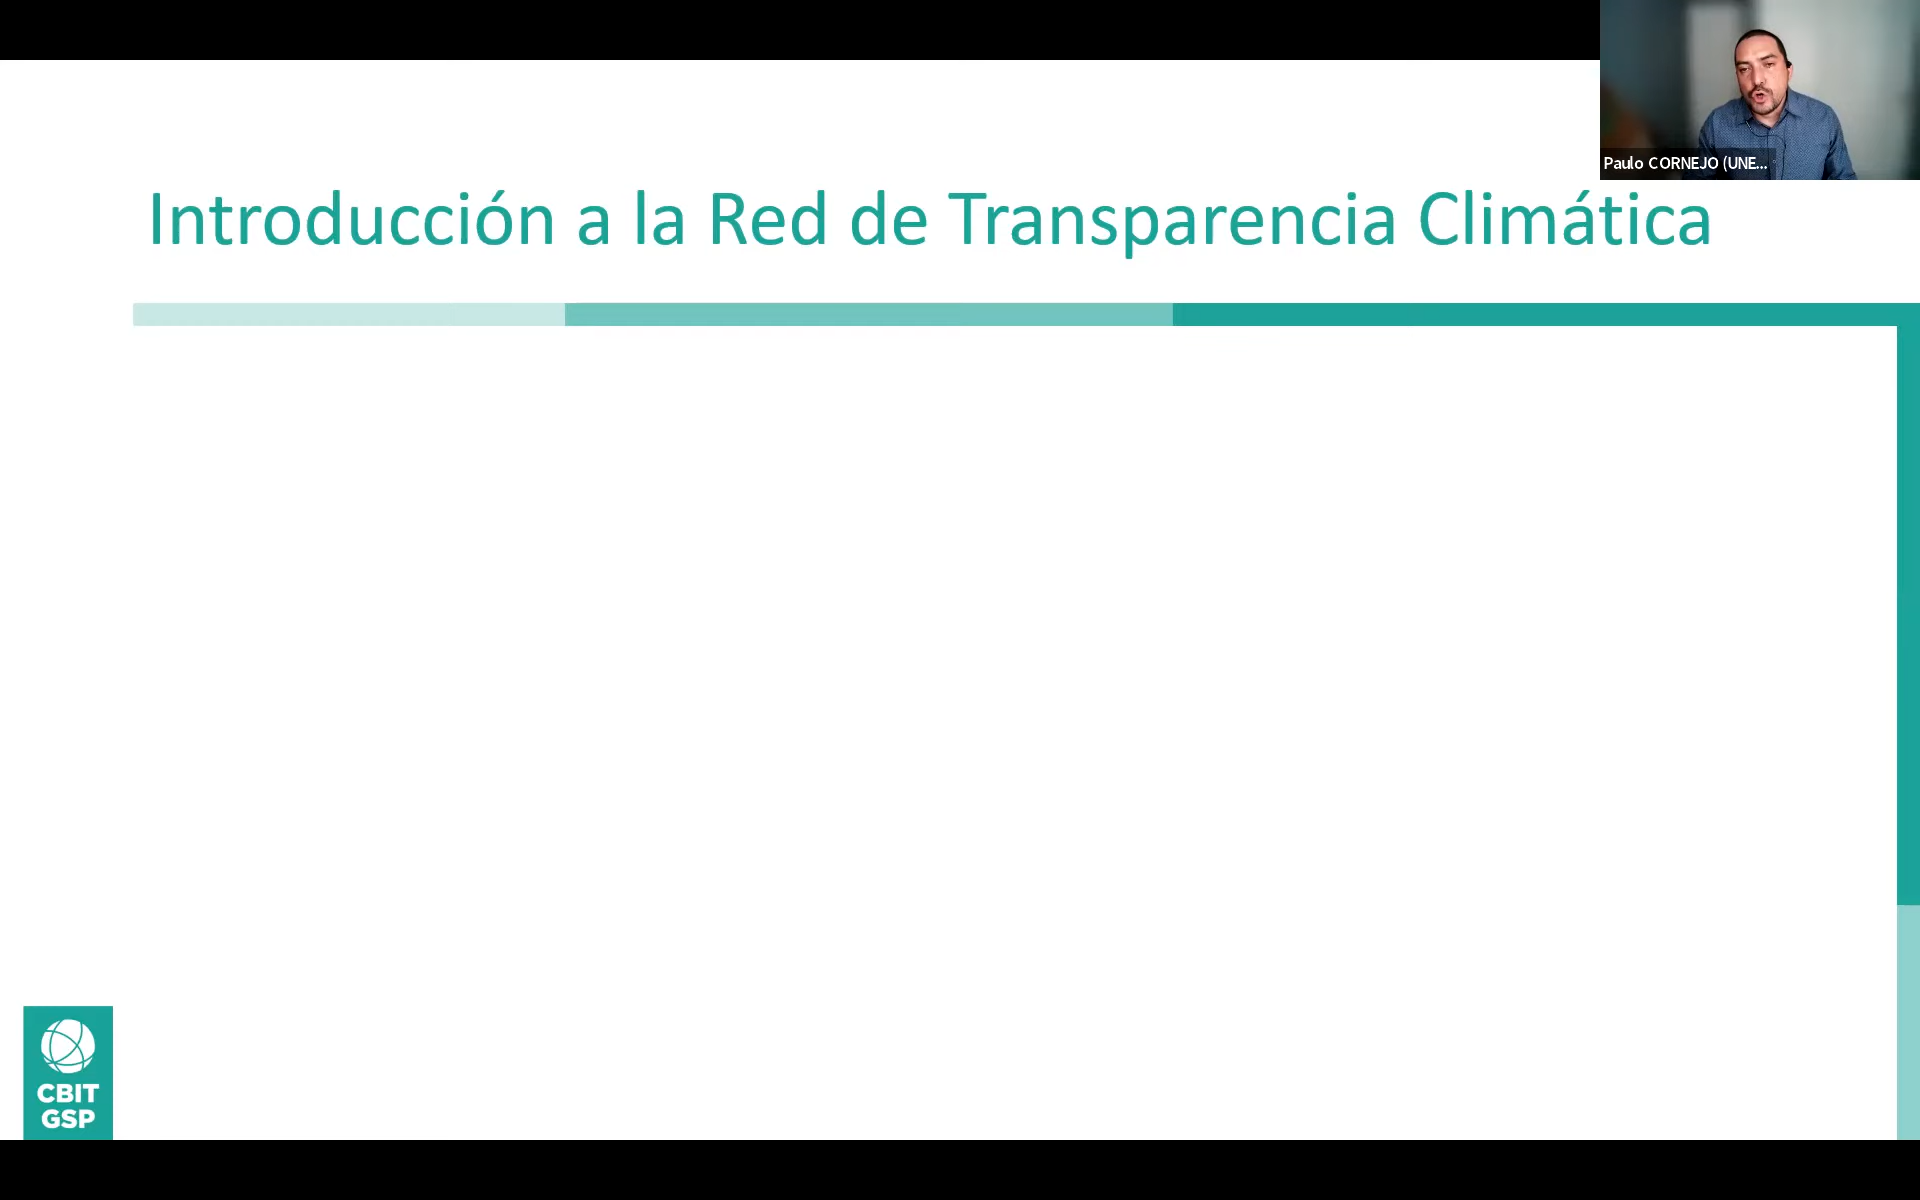 Paulo CORNEJO (UNE...
Introducción a la Red de Transparencia Climática
CBIT
GSP